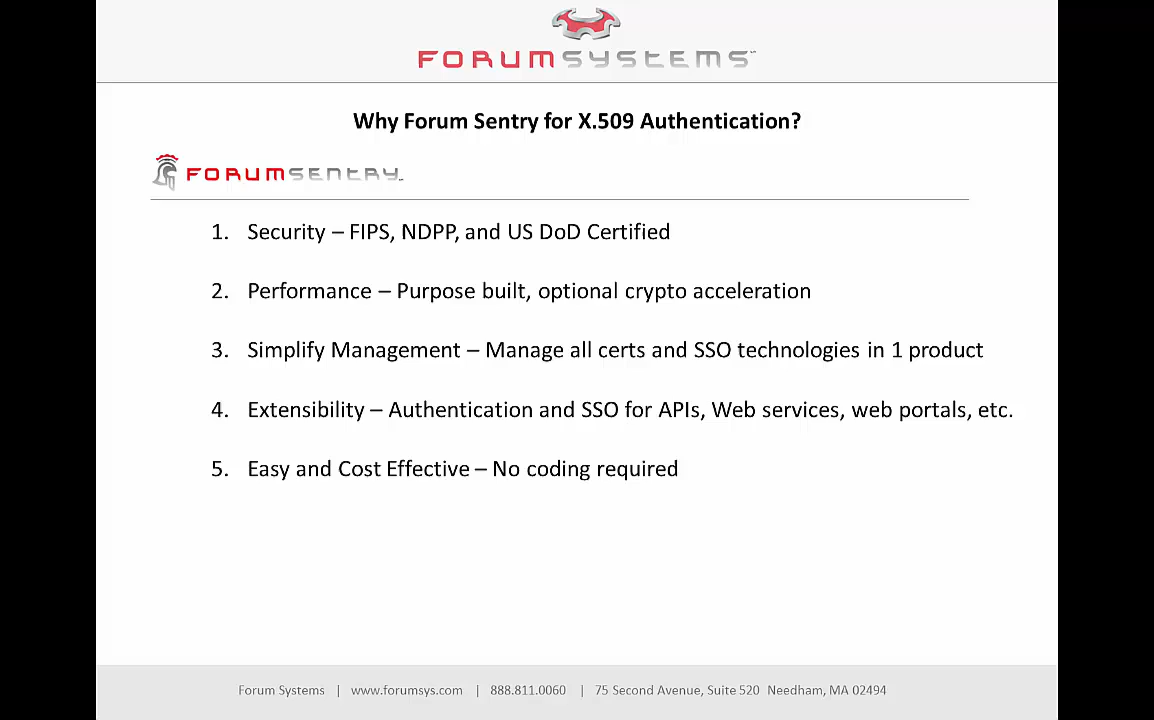 FORUMSYSTEMS
Why Forum Sentry for X.509 Authentication?
FORUMSENTRY
1. Security – FIPS, NDPP, and US DoD Certified
2. Performance – Purpose built, optional crypto acceleration
3. Simplify Management – Manage all certs and SSO technologies in 1 product
4. Extensibility – Authentication and SSO for APIs, Web services, web portals, etc.
5. Easy and Cost Effective – No coding required
Forum Systems | www.forumsys.com | 888.811.0060 | 75 Second Avenue, Suite 520 Needham, MA 02494